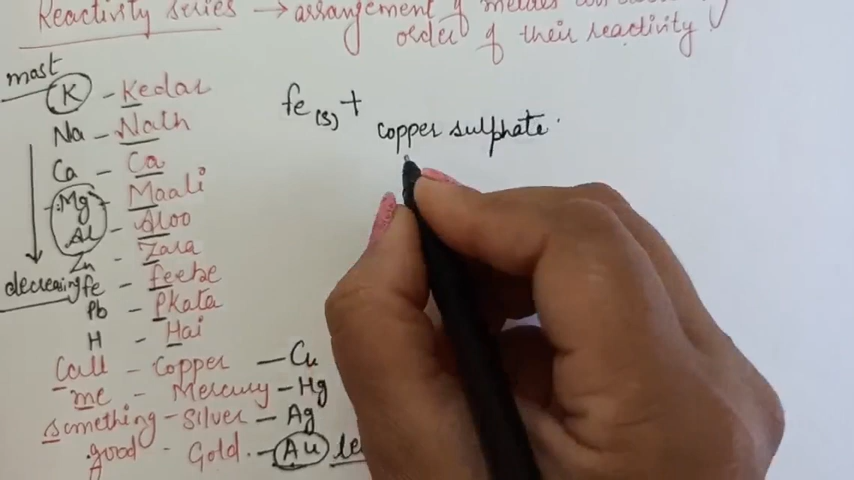 Reactivity series → arrangement of metals
order of their reactivity
most
K - Kedar
Na - Nath
Ca - Ca
Mg - Maali
Al - Aloo
Zn - Zara
decreasing fe - feeke
Pb - Pkata
H - Hai
Call - Copper - Cu
me - Mercury - Hg
something - Silver - Ag
good - Gold. - Au le
fe(s) +
copper sulphate